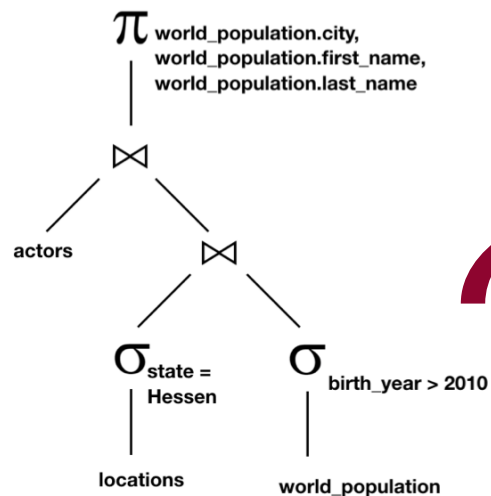 π world_population.city,
world_population.first_name,
world_population.last_name
⋈
actors
⋈
σ state =
Hessen
σ birth_year > 2010
locations
world_population